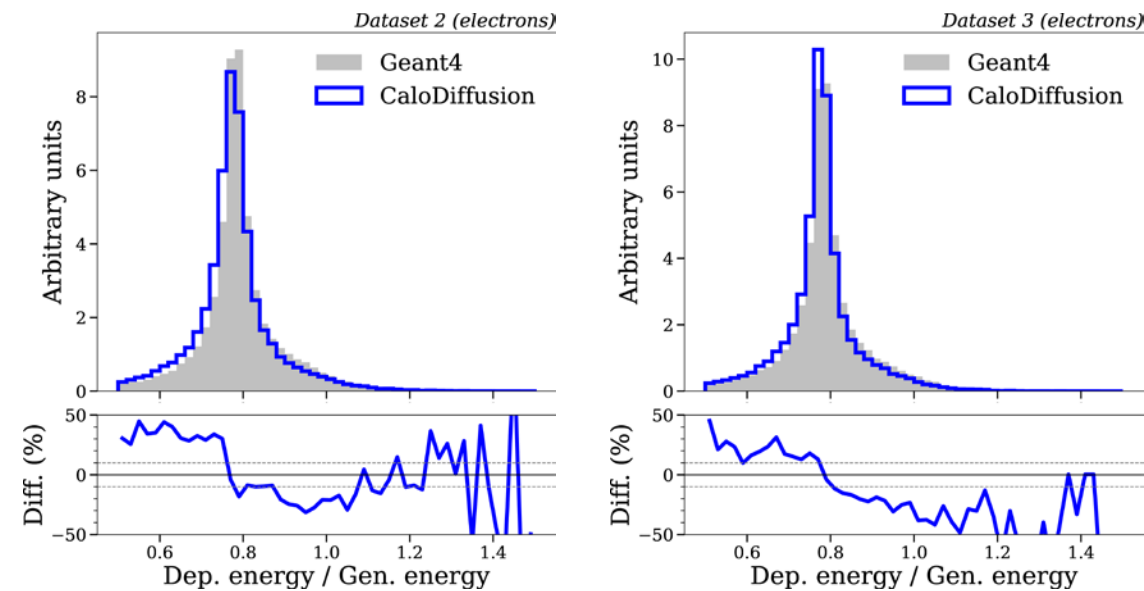 Dataset 2 (electrons)
Geant4
CaloDiffusion
Arbitrary units
8
6
4
2
0
Diff. (%)
50
0
−50
0.6 0.8 1.0 1.2 1.4
Dep. energy / Gen. energy
Dataset 3 (electrons)
Geant4
CaloDiffusion
Arbitrary units
10
8
6
4
2
0
Diff. (%)
50
0
−50
0.6 0.8 1.0 1.2 1.4
Dep. energy / Gen. energy